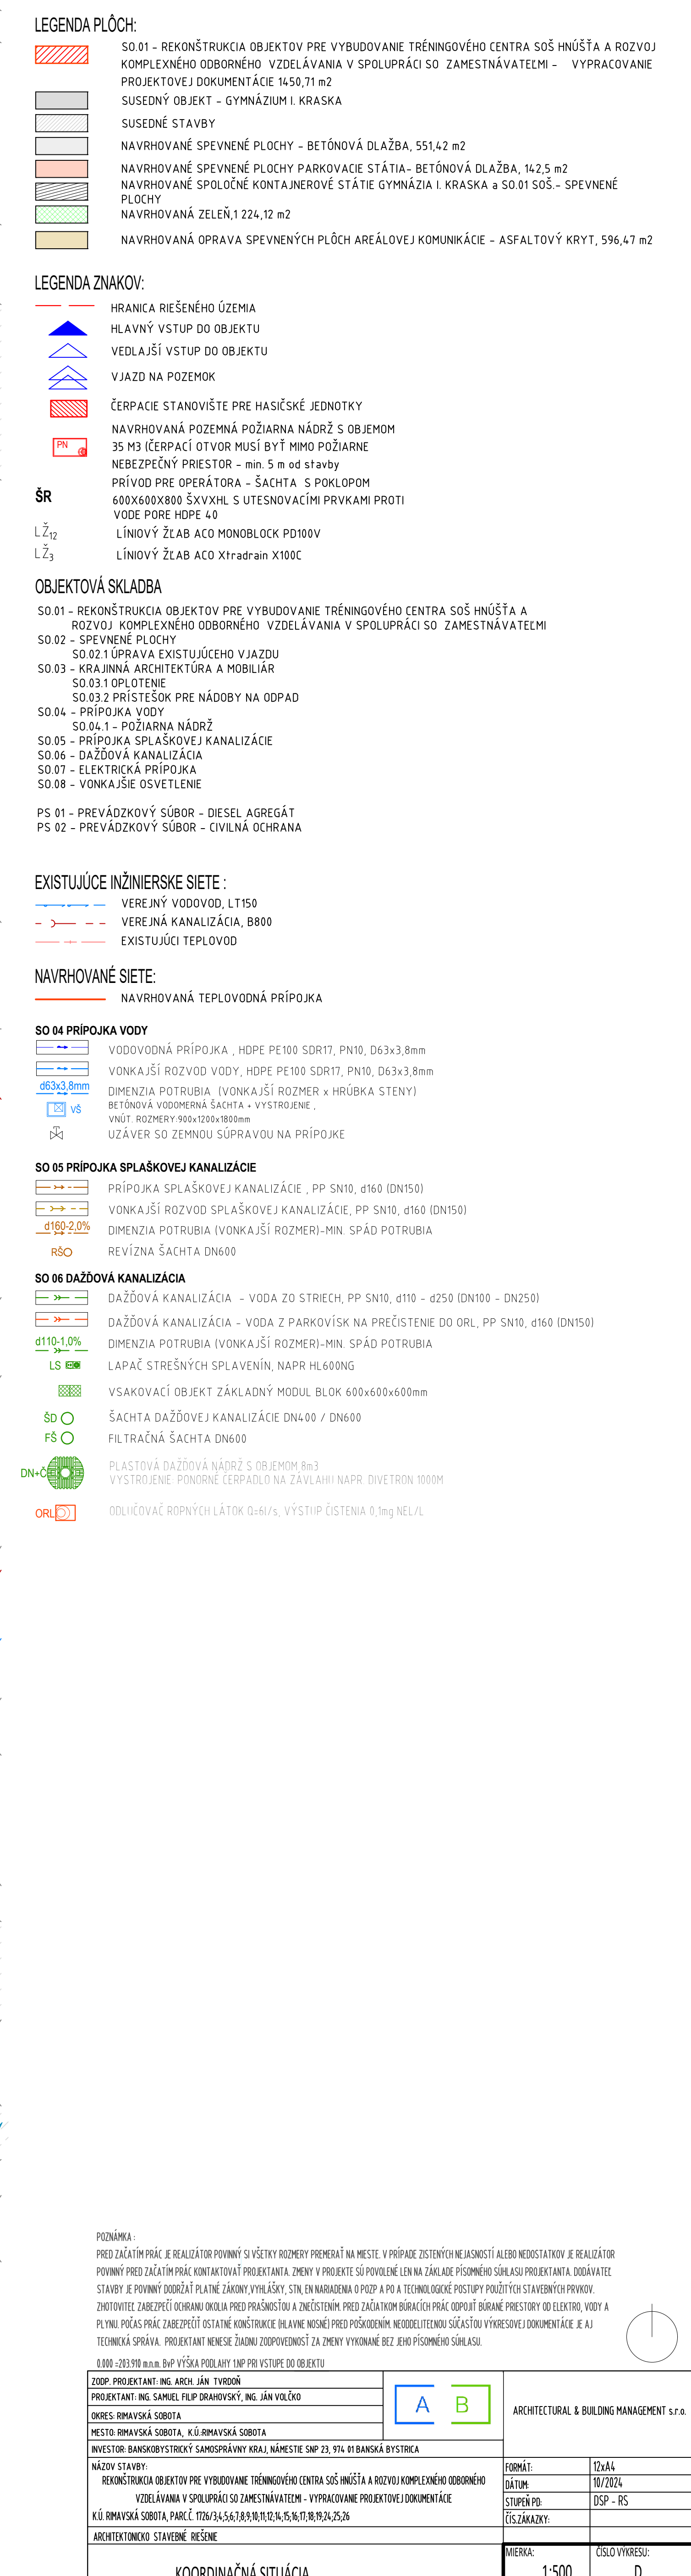 LEGENDA PLÔCH:
SO.01 - REKONŠTRUKCIA OBJEKTOV PRE VYBUDOVANIE TRÉNINGOVÉHO CENTRA SOŠ HNÚŠŤA A ROZVOJ
KOMPLEXNÉHO ODBORNÉHO VZDELÁVANIA V SPOLUPRÁCI SO ZAMESTNÁVATEĽMI - VYPRACOVANIE
PROJEKTOVEJ DOKUMENTÁCIE 1450,71 m2
SUSEDNÝ OBJEKT - GYMNÁZIUM I. KRASKA
SUSEDNÉ STAVBY
NAVRHOVANÉ SPEVNENÉ PLOCHY - BETÓNOVÁ DLAŽBA, 551,42 m2
NAVRHOVANÉ SPEVNENÉ PLOCHY PARKOVACIE STÁTIA- BETÓNOVÁ DLAŽBA, 142,5 m2
NAVRHOVANÉ SPOLOČNÉ KONTAJNEROVÉ STÁTIE GYMNÁZIA I. KRASKA a SO.01 SOŠ.- SPEVNENÉ
PLOCHY
NAVRHOVANÁ ZELEŇ,1 224,12 m2
NAVRHOVANÁ OPRAVA SPEVNENÝCH PLÔCH AREÁLOVEJ KOMUNIKÁCIE - ASFALTOVÝ KRYT, 596,47 m2
LEGENDA ZNAKOV:
HRANICA RIEŠENÉHO ÚZEMIA
HLAVNÝ VSTUP DO OBJEKTU
VEDLAJŠÍ VSTUP DO OBJEKTU
VJAZD NA POZEMOK
ČERPACIE STANOVIŠTE PRE HASIČSKÉ JEDNOTKY
NAVRHOVANÁ POZEMNÁ POŽIARNA NÁDRŽ S OBJEMOM
PN 35 M3 (ČERPACÍ OTVOR MUSÍ BYŤ MIMO POŽIARNE
NEBEZPEČNÝ PRIESTOR - min. 5 m od stavby
PRÍVOD PRE OPERÁTORA - ŠACHTA S POKLOPOM
ŠR 600X600X800 ŠXVXHL S UTESNOVACÍMI PRVKAMI PROTI
VODE PORE HDPE 40
LŽ12 LÍNIOVÝ ŽĽAB ACO MONOBLOCK PD100V
LŽ3 LÍNIOVÝ ŽĽAB ACO Xtradrain X100C
OBJEKTOVÁ SKLADBA
SO.01 - REKONŠTRUKCIA OBJEKTOV PRE VYBUDOVANIE TRÉNINGOVÉHO CENTRA SOŠ HNÚŠŤA A
ROZVOJ KOMPLEXNÉHO ODBORNÉHO VZDELÁVANIA V SPOLUPRÁCI SO ZAMESTNÁVATEĽMI
SO.02 - SPEVNENÉ PLOCHY
SO.02.1 ÚPRAVA EXISTUJÚCEHO VJAZDU
SO.03 - KRAJINNÁ ARCHITEKTÚRA A MOBILIÁR
SO.03.1 OPLOTENIE
SO.03.2 PRÍSTEŠOK PRE NÁDOBY NA ODPAD
SO.04 - PRÍPOJKA VODY
SO.04.1 - POŽIARNA NÁDRŽ
SO.05 - PRÍPOJKA SPLAŠKOVEJ KANALIZÁCIE
SO.06 - DAŽĎOVÁ KANALIZÁCIA
SO.07 - ELEKTRICKÁ PRÍPOJKA
SO.08 - VONKAJŠIE OSVETLENIE
PS 01 - PREVÁDZKOVÝ SÚBOR - DIESEL AGREGÁT
PS 02 - PREVÁDZKOVÝ SÚBOR - CIVILNÁ OCHRANA
EXISTUJÚCE INŽINIERSKE SIETE :
VEREJNÝ VODOVOD, LT150
VEREJNÁ KANALIZÁCIA, B800
EXISTUJÚCI TEPLOVOD
NAVRHOVANÉ SIETE:
NAVRHOVANÁ TEPLOVODNÁ PRÍPOJKA
SO 04 PRÍPOJKA VODY
VODOVODNÁ PRÍPOJKA , HDPE PE100 SDR17, PN10, D63x3,8mm
VONKAJŠÍ ROZVOD VODY, HDPE PE100 SDR17, PN10, D63x3,8mm
d63x3,8mm DIMENZIA POTRUBIA (VONKAJŠÍ ROZMER x HRÚBKA STENY)
BETÓNOVÁ VODOMERNÁ ŠACHTA + VYSTROJENIE ,
VŠ
VNÚT. ROZMERY:900x1200x1800mm
UZÁVER SO ZEMNOU SÚPRAVOU NA PRÍPOJKE
SO 05 PRÍPOJKA SPLAŠKOVEJ KANALIZÁCIE
PRÍPOJKA SPLAŠKOVEJ KANALIZÁCIE , PP SN10, d160 (DN150)
VONKAJŠÍ ROZVOD SPLAŠKOVEJ KANALIZÁCIE, PP SN10, d160 (DN150)
d160-2,0% DIMENZIA POTRUBIA (VONKAJŠÍ ROZMER)-MIN. SPÁD POTRUBIA
RŠ REVÍZNA ŠACHTA DN600
SO 06 DAŽĎOVÁ KANALIZÁCIA
DAŽĎOVÁ KANALIZÁCIA - VODA ZO STRIECH, PP SN10, d110 - d250 (DN100 - DN250)
DAŽĎOVÁ KANALIZÁCIA - VODA Z PARKOVÍSK NA PREČISTENIE DO ORL, PP SN10, d160 (DN150)
d110-1,0% DIMENZIA POTRUBIA (VONKAJŠÍ ROZMER)-MIN. SPÁD POTRUBIA
LS LAPAČ STREŠNÝCH SPLAVENÍN, NAPR HL600NG
VSAKOVACÍ OBJEKT ZÁKLADNÝ MODUL BLOK 600x600x600mm
ŠD ŠACHTA DAŽĎOVEJ KANALIZÁCIE DN400 / DN600
FŠ FILTRAČNÁ ŠACHTA DN600
DN+Č PLASTOVÁ DAŽĎOVÁ NÁDRŽ S OBJEMOM 8m3
VYSTROJENIE: PONORNÉ ČERPADLO NA ZÁVLAHU NAPR. DIVETRON 1000M
ORL ODLUČOVAČ ROPNÝCH LÁTOK Q=6l/s, VÝSTUP ČISTENIA 0,1mg NEL/L
POZNÁMKA :
PRED ZAČATÍM PRÁC JE REALIZÁTOR POVINNÝ SI VŠETKY ROZMERY PREMERAŤ NA MIESTE. V PRÍPADE ZISTENÝCH NEJASNOSTÍ ALEBO NEDOSTATKOV JE REALIZÁTOR
POVINNÝ PRED ZAČATÍM PRÁC KONTAKTOVAŤ PROJEKTANTA. ZMENY V PROJEKTE SÚ POVOLENÉ LEN NA ZÁKLADE PÍSOMNÉHO SÚHLASU PROJEKTANTA. DODÁVATEĽ
STAVBY JE POVINNÝ DODRŽAŤ PLATNÉ ZÁKONY,VYHLÁŠKY, STN, EN NARIADENIA O POZP A PO A TECHNOLOGICKÉ POSTUPY POUŽITÝCH STAVEBNÝCH PRVKOV.
ZHOTOVITEĽ ZABEZPEČÍ OCHRANU OKOLIA PRED PRAŠNOSŤOU A ZNEČISTENÍM. PRED ZAČIATKOM BÚRACÍCH PRÁC ODPOJIŤ BÚRANÉ PRIESTORY OD ELEKTRO, VODY A
PLYNU. POČAS PRÁC ZABEZPEČIŤ OSTATNÉ KONŠTRUKCIE (HLAVNE NOSNÉ) PRED POŠKODENÍM. NEODDELITEĽNOU SÚČASŤOU VÝKRESOVEJ DOKUMENTÁCIE JE AJ
TECHNICKÁ SPRÁVA. PROJEKTANT NENESIE ŽIADNU ZODPOVEDNOSŤ ZA ZMENY VYKONANÉ BEZ JEHO PÍSOMNÉHO SÚHLASU.
0,000 =203.910 m.n.m. BvP VÝŠKA PODLAHY 1.NP PRI VSTUPE DO OBJEKTU
ZODP. PROJEKTANT: ING. ARCH. JÁN TVRDOŇ
PROJEKTANT: ING. SAMUEL FILIP DRAHOVSKÝ, ING. JÁN VOLČKO
OKRES: RIMAVSKÁ SOBOTA
MESTO: RIMAVSKÁ SOBOTA, K.Ú.:RIMAVSKÁ SOBOTA
A B
ARCHITECTURAL & BUILDING MANAGEMENT s.r.o.
INVESTOR: BANSKOBYSTRICKÝ SAMOSPRÁVNY KRAJ, NÁMESTIE SNP 23, 974 01 BANSKÁ BYSTRICA
NÁZOV STAVBY:
REKONŠTRUKCIA OBJEKTOV PRE VYBUDOVANIE TRÉNINGOVÉHO CENTRA SOŠ HNÚŠŤA A ROZVOJ KOMPLEXNÉHO ODBORNÉHO
VZDELÁVANIA V SPOLUPRÁCI SO ZAMESTNÁVATEĽMI - VYPRACOVANIE PROJEKTOVEJ DOKUMENTÁCIE
K.Ú. RIMAVSKÁ SOBOTA, PARC.Č. 1726/3;4;5;6;7;8;9;10;11;12;14;15;16;17;18;19;24;25;26
FORMÁT: 12xA4
DÁTUM: 10/2024
STUPEŇ PD: DSP - RS
ČÍS.ZÁKAZKY:
ARCHITEKTONICKO STAVEBNÉ RIEŠENIE
MIERKA: ČÍSLO VÝKRESU:
KOORDINAČNÁ SITUÁCIA 1:500 D